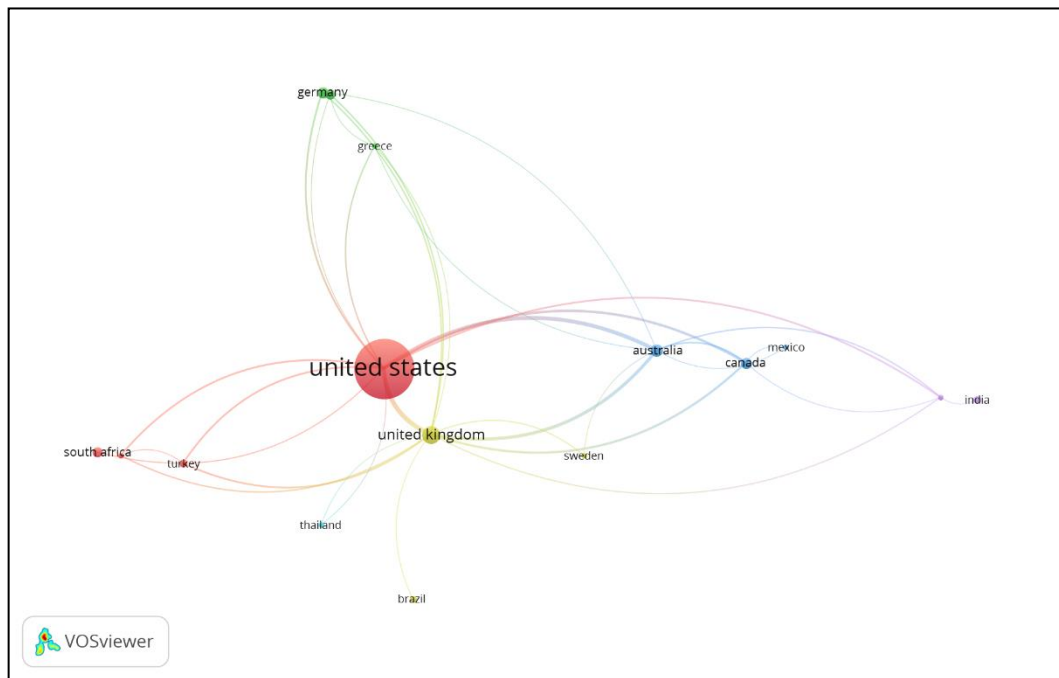 germany
greece
united states
australia
mexico
canada
india
united kingdom
south africa
turkey
sweden
thailand
brazil
VOSviewer